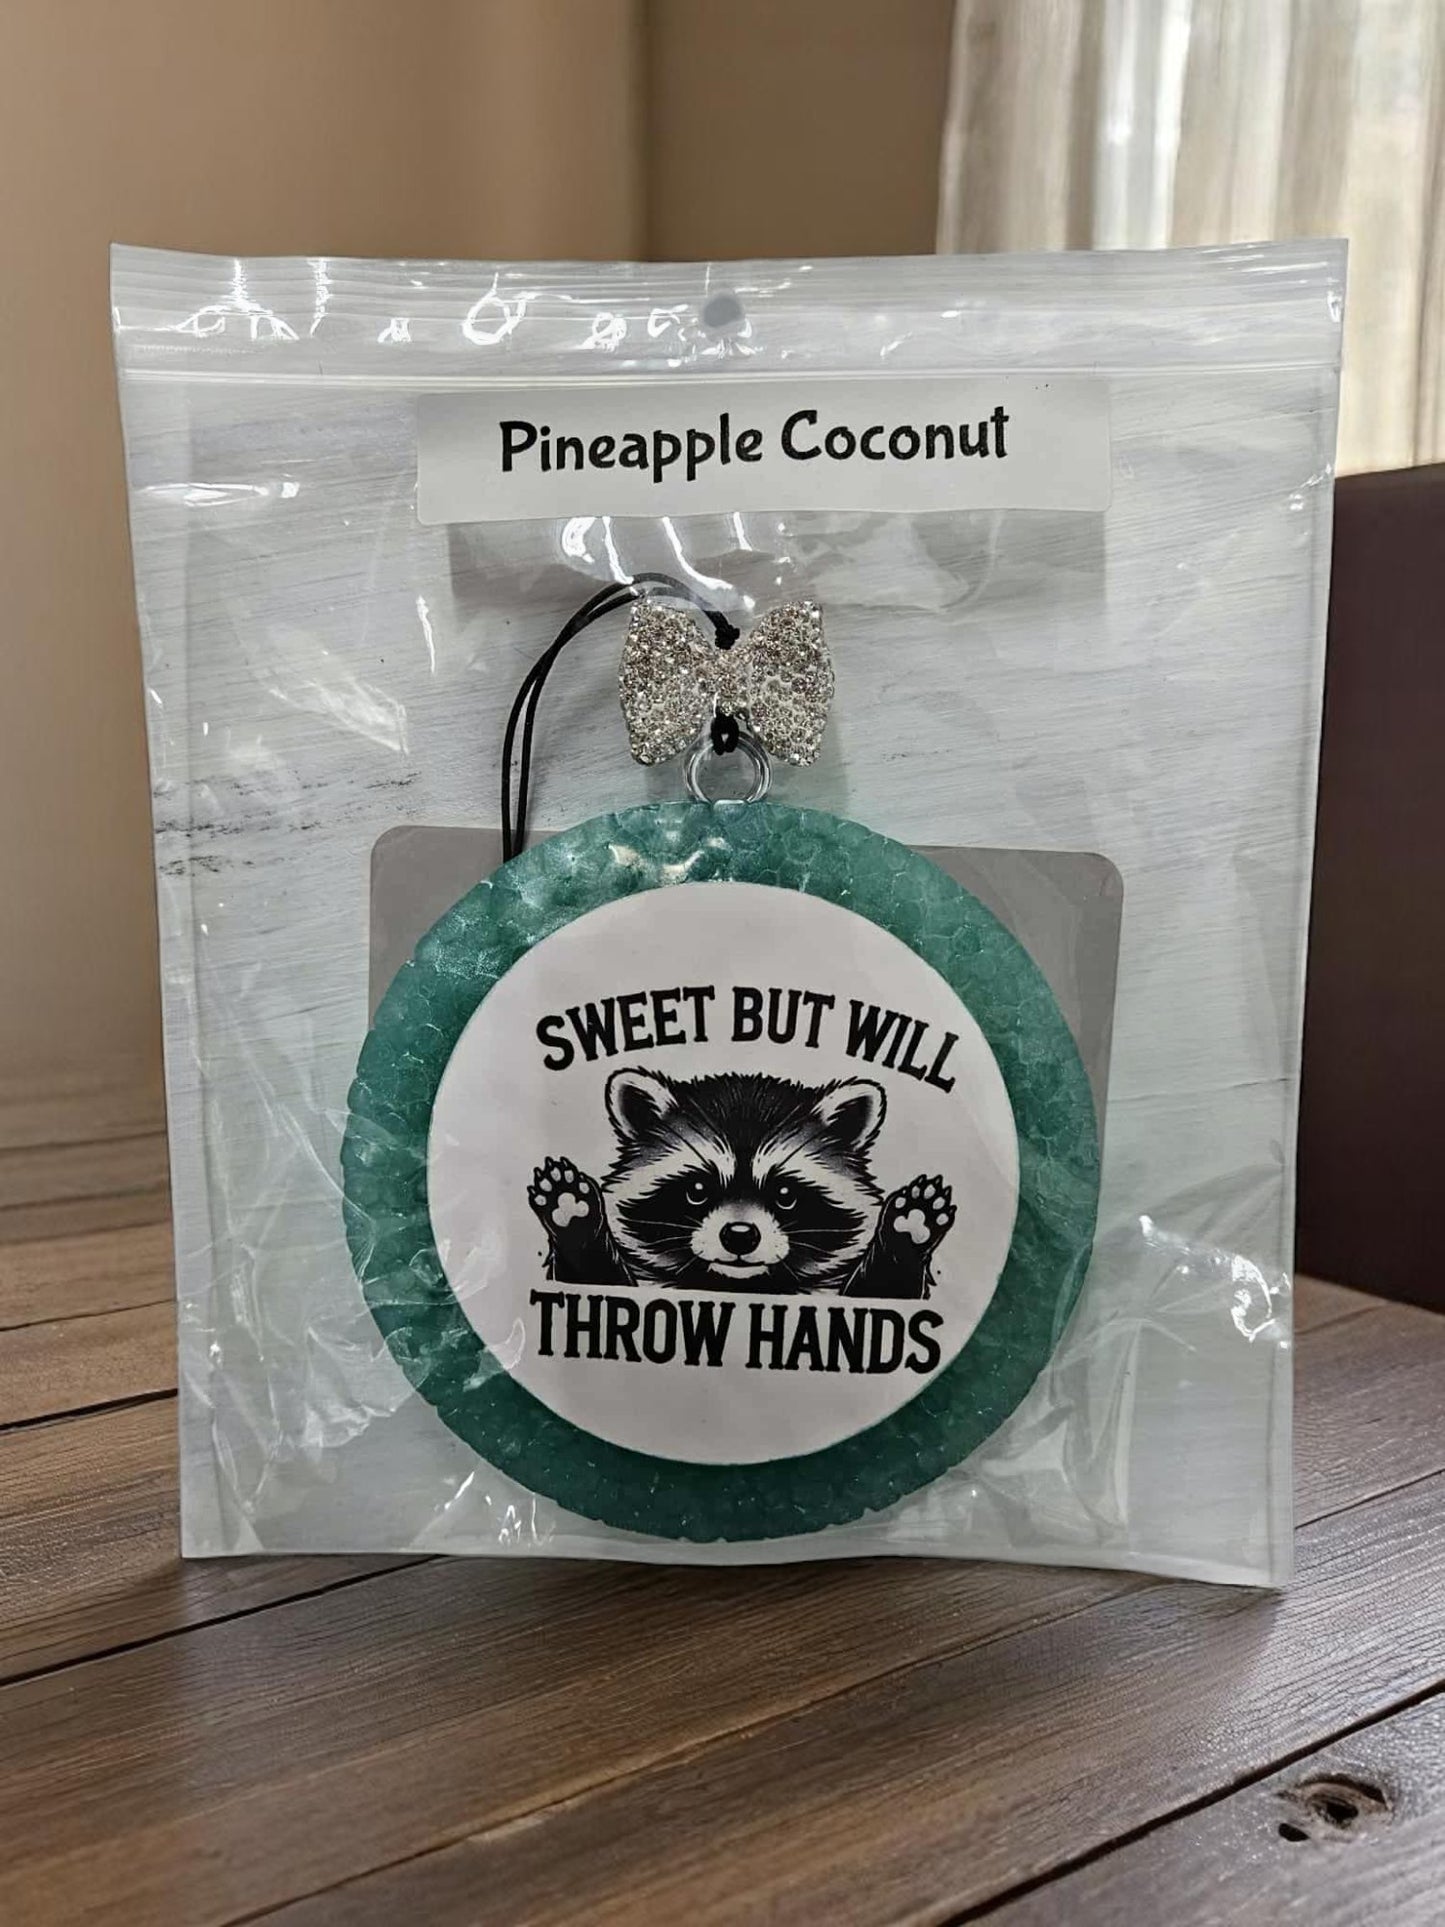 Pineapple Coconut
SWEET BUT WILL
THROW HANDS